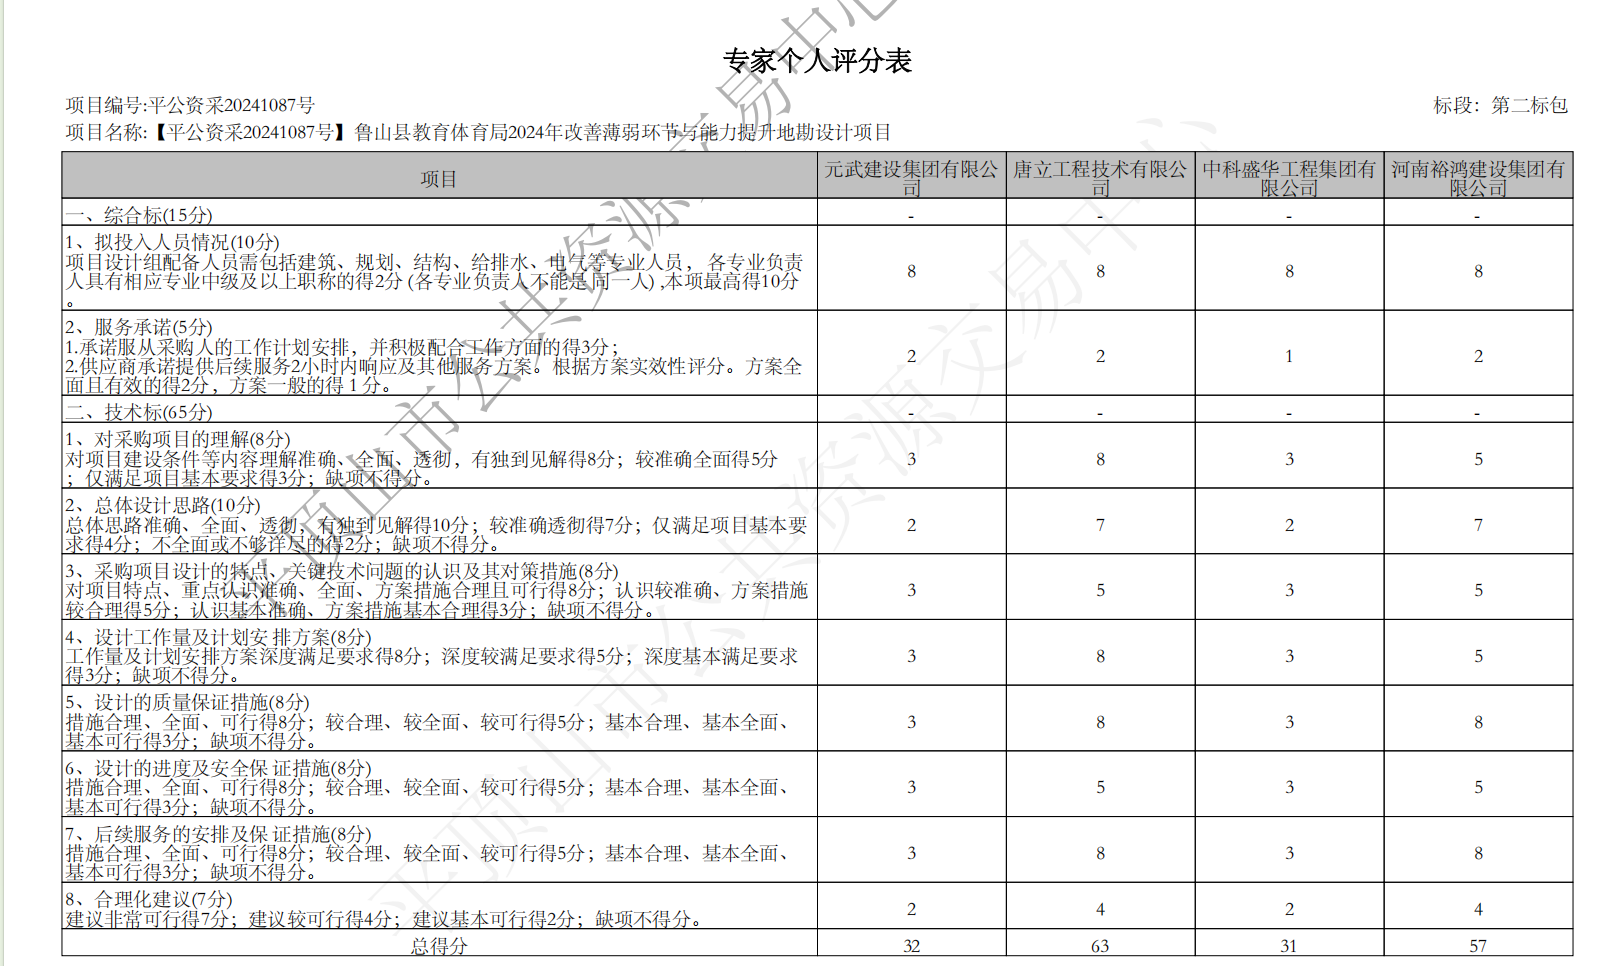 专家个人评分表
项目编号:平公资采20241087号
标段：第二标包
项目名称:【平公资采20241087号】鲁山县教育体育局2024年改善薄弱环节与能力提升地勘设计项目
项目 元武建设集团有限公司 唐立工程技术有限公司 中科盛华工程集团有限公司 河南裕鸿建设集团有限公司
一、综合标(15分) - - - -
1、拟投入人员情况(10分)
项目设计组配备人员需包括建筑、规划、结构、给排水、电气等专业人员，各专业负责
人具有相应专业中级及以上职称的得2分 (各专业负责人不能是同一人) ,本项最高得10分
。
8 8 8 8
2、服务承诺(5分)
1.承诺服从采购人的工作计划安排，并积极配合工作方面的得3分；
2.供应商承诺提供后续服务2小时内响应及其他服务方案。根据方案实效性评分。方案全
面且有效的得2分，方案一般的得 1 分。
2 2 1 2
二、技术标(65分) - - - -
1、对采购项目的理解(8分)
对项目建设条件等内容理解准确、全面、透彻，有独到见解得8分；较准确全面得5分
；仅满足项目基本要求得3分；缺项不得分。
3 8 3 5
2、总体设计思路(10分)
总体思路准确、全面、透彻，有独到见解得10分；较准确透彻得7分；仅满足项目基本要
求得4分；不全面或不够详尽的得2分；缺项不得分。
2 7 2 7
3、采购项目设计的特点、关键技术问题的认识及其对策措施(8分)
对项目特点、重点认识准确、全面、方案措施合理且可行得8分；认识较准确、方案措施
较合理得5分；认识基本准确、方案措施基本合理得3分；缺项不得分。
3 5 3 5
4、设计工作量及计划安 排方案(8分)
工作量及计划安排方案深度满足要求得8分；深度较满足要求得5分；深度基本满足要求
得3分；缺项不得分。
3 8 3 5
5、设计的质量保证措施(8分)
措施合理、全面、可行得8分；较合理、较全面、较可行得5分；基本合理、基本全面、
基本可行得3分；缺项不得分。
3 8 3 8
6、设计的进度及安全保 证措施(8分)
措施合理、全面、可行得8分；较合理、较全面、较可行得5分；基本合理、基本全面、
基本可行得3分；缺项不得分。
3 5 3 5
7、后续服务的安排及保 证措施(8分)
措施合理、全面、可行得8分；较合理、较全面、较可行得5分；基本合理、基本全面、
基本可行得3分；缺项不得分。
3 8 3 8
8、合理化建议(7分)
建议非常可行得7分；建议较可行得4分；建议基本可行得2分；缺项不得分。
2 4 2 4
总得分 32 63 31 57
平顶山市公共资源交易中心
平顶山市公共资源交易中心